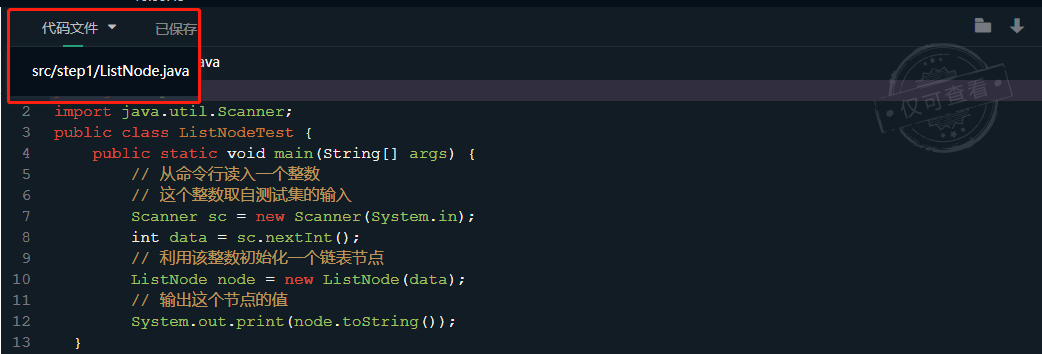 代码文件 已保存
src/step1/ListNode.java
ava
仅可查看
2 import java.util.Scanner;
3 public class ListNodeTest {
4 public static void main(String[] args) {
5 // 从命令行读入一个整数
6 // 这个整数取自测试集的输入
7 Scanner sc = new Scanner(System.in);
8 int data = sc.nextInt();
9 // 利用该整数初始化一个链表节点
10 ListNode node = new ListNode(data);
11 // 输出这个节点的值
12 System.out.print(node.toString());
13 }